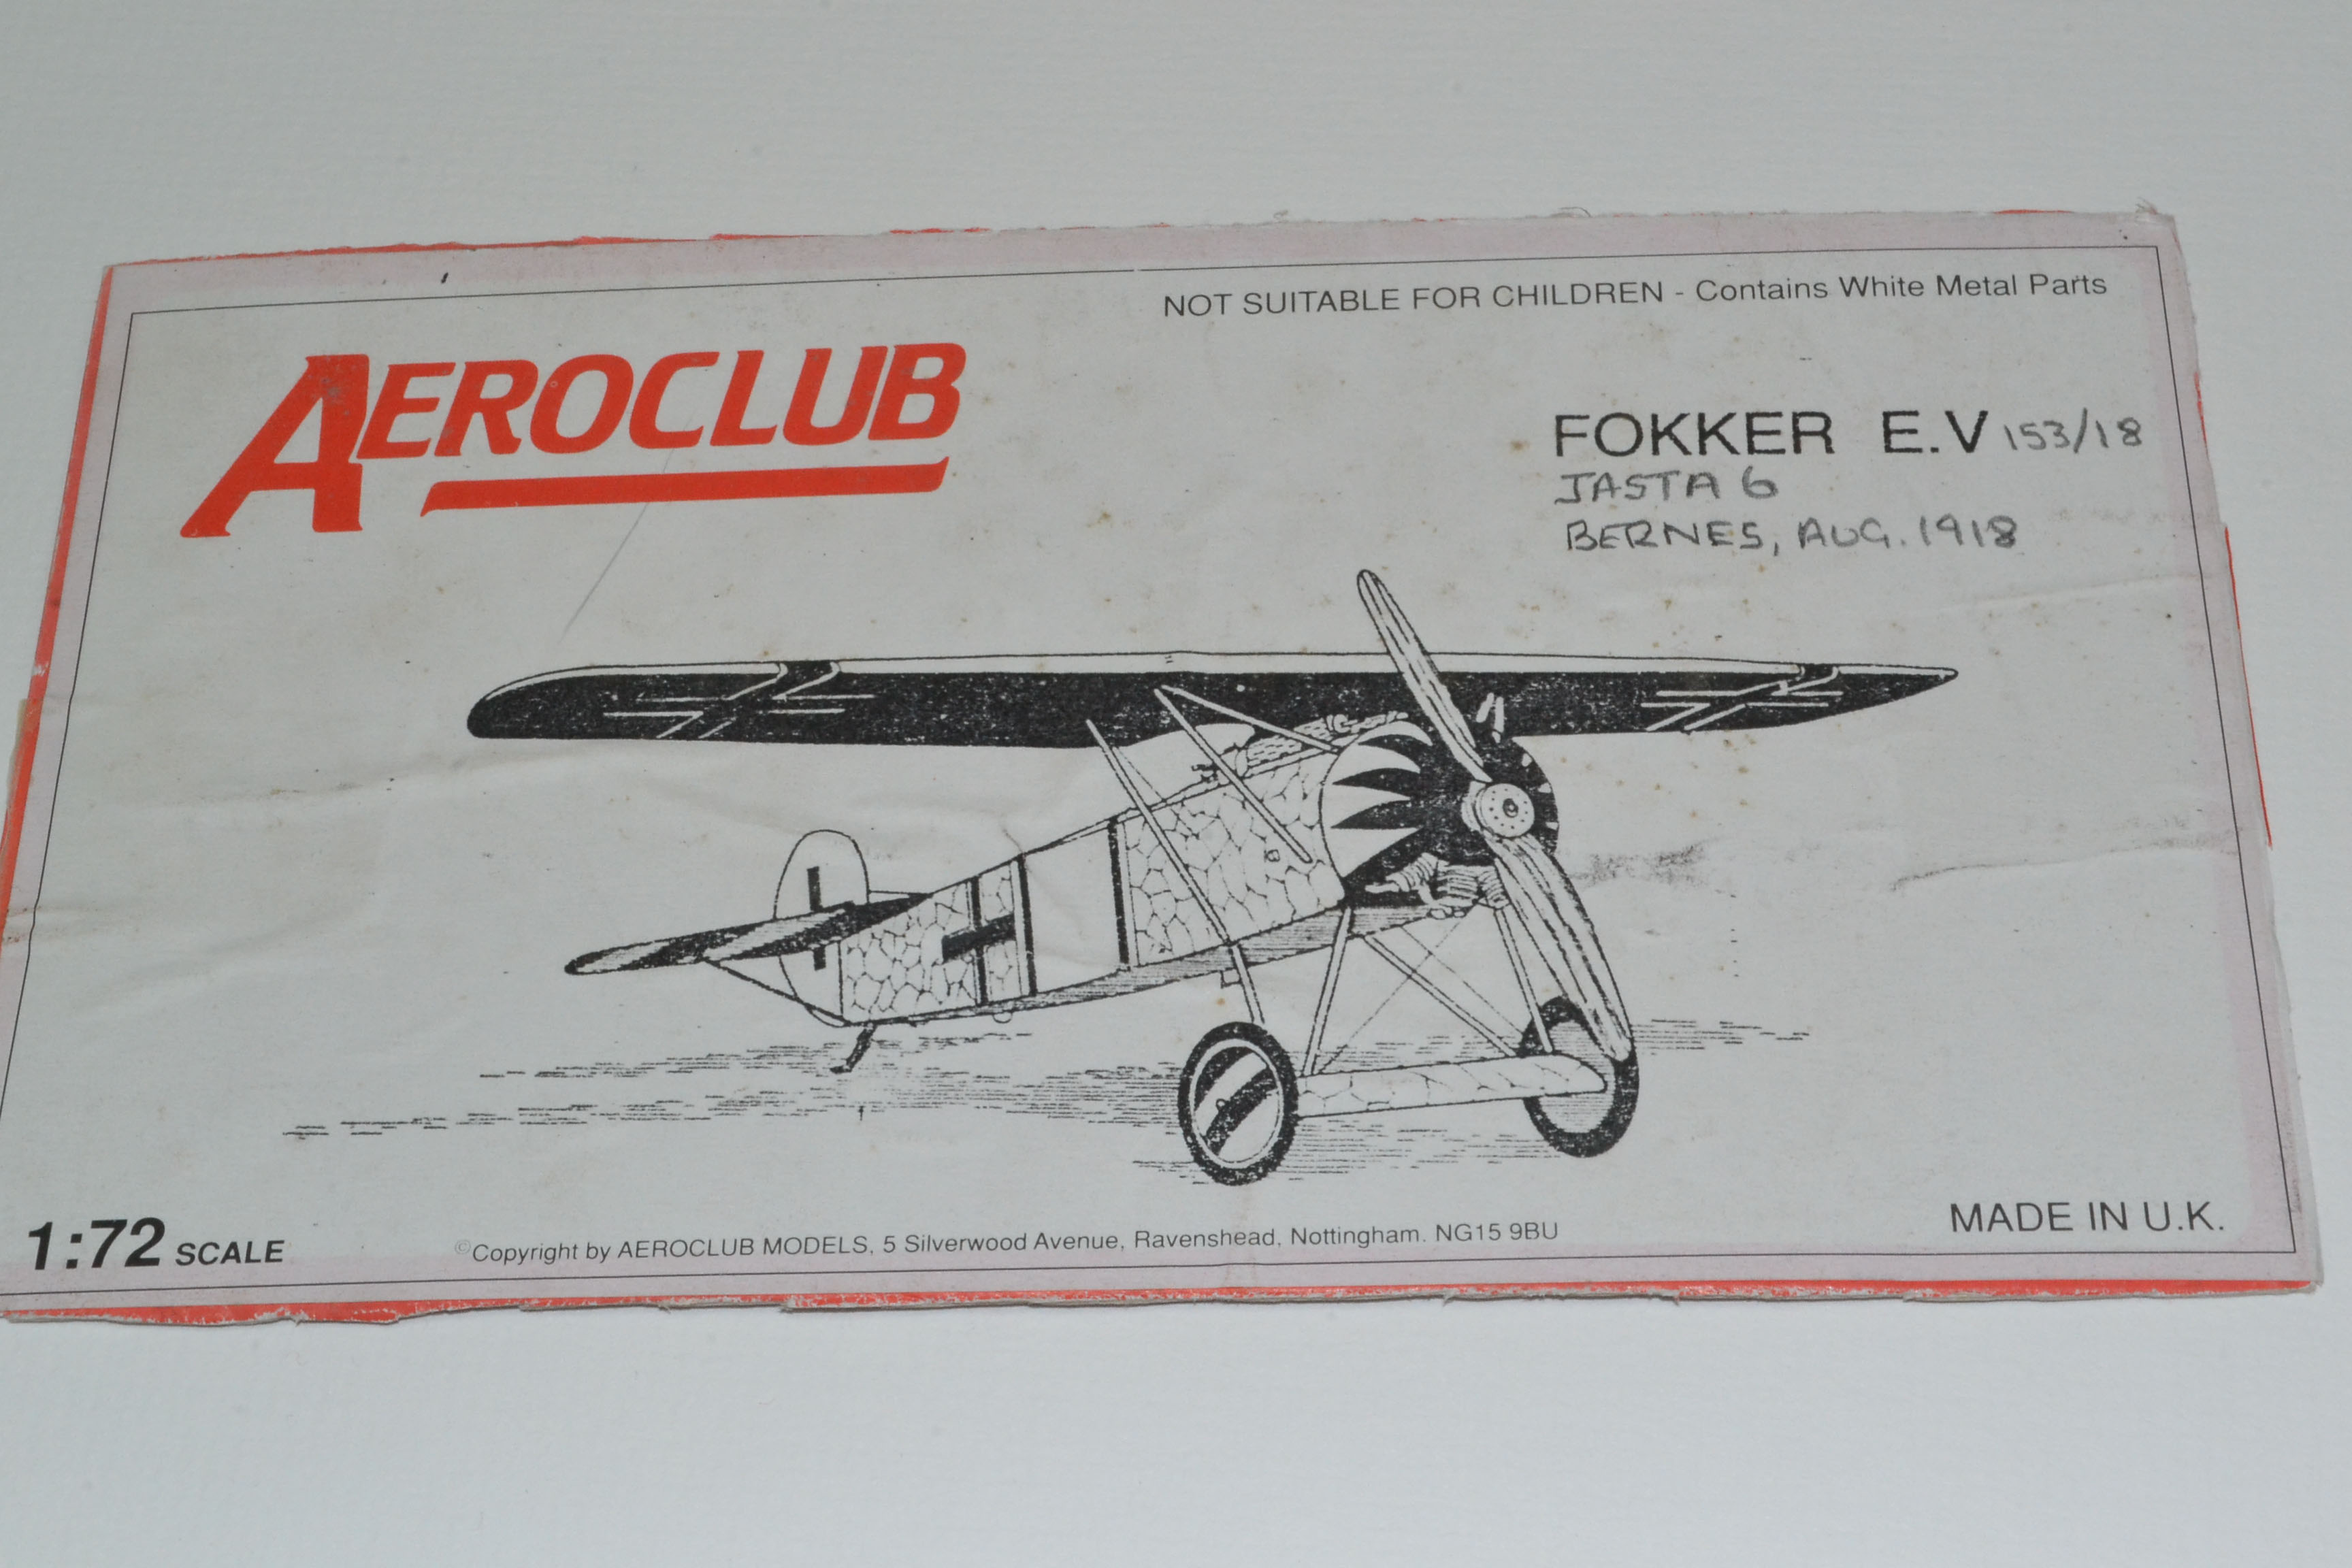 NOT SUITABLE FOR CHILDREN - Contains White Metal Parts
AEROCLUB
FOKKER E.V 153/18
JASTA 6
BERNES, AUG. 1918
1:72 SCALE
©Copyright by AEROCLUB MODELS, 5 Silverwood Avenue, Ravenshead, Nottingham. NG15 9BU
MADE IN U.K.